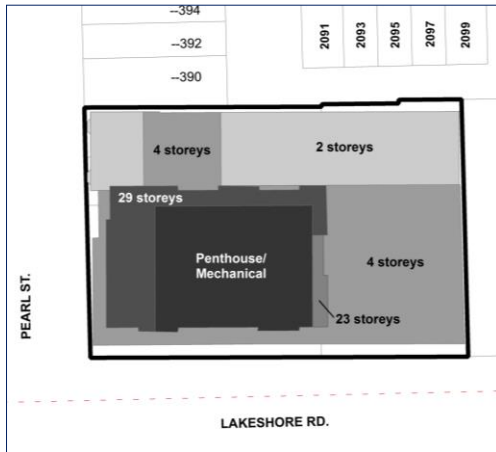 --394
--392
--390
2091
2093
2095
2097
2099
4 storeys
2 storeys
29 storeys
Penthouse/
Mechanical
4 storeys
23 storeys
PEARL ST.
LAKESHORE RD.